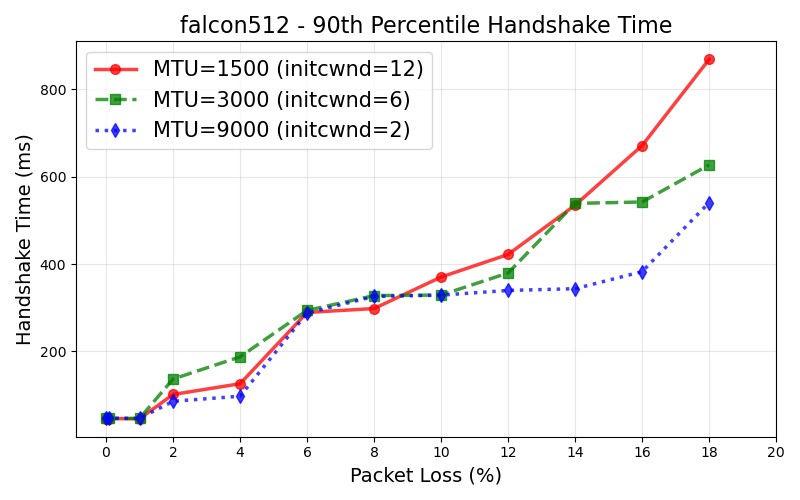 falcon512 - 90th Percentile Handshake Time
MTU=1500 (initcwnd=12)
MTU=3000 (initcwnd=6)
MTU=9000 (initcwnd=2)
Handshake Time (ms)
800
600
400
200
0 2 4 6 8 10 12 14 16 18 20
Packet Loss (%)